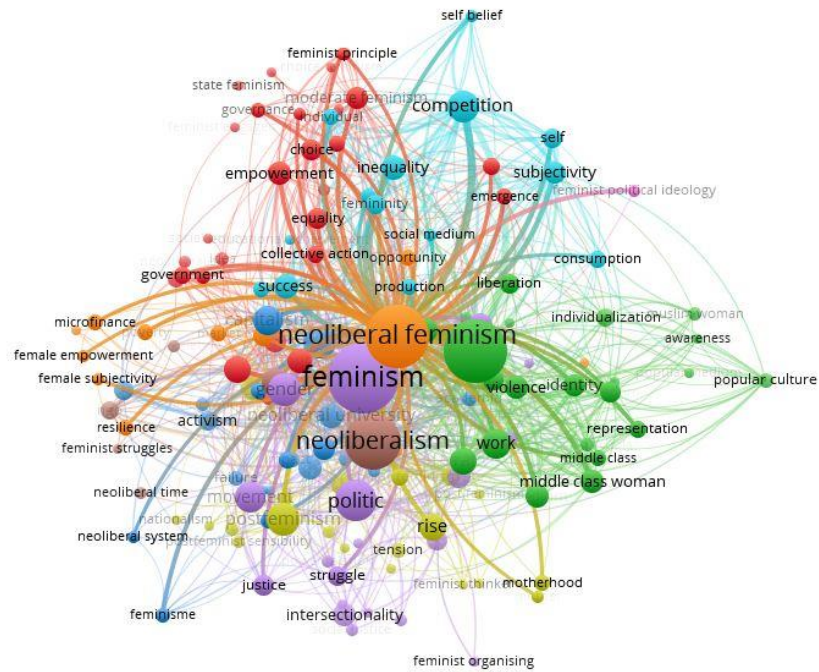 self belief
feminist principle
state feminism
moderate feminism
competition
governance
individual
choice
self
empowerment
inequality
subjectivity
emergence
feminist political ideology
femininity
equality
social medium
collective action
opportunity
consumption
government
success
production
liberation
microfinance
capitalism
individualization
muslim woman
neoliberal feminism
awareness
female empowerment
feminism
female subjectivity
gender
violence
identity
popular culture
neoliberal university
resilience
activism
representation
feminist struggles
neoliberalism
work
middle class
failure
middle class woman
neoliberal time
movement
politic
nationalism
postfeminism
rise
neoliberal system
postfeminist sensibility
tension
struggle
justice
motherhood
feminisme
intersectionality
feminist organising